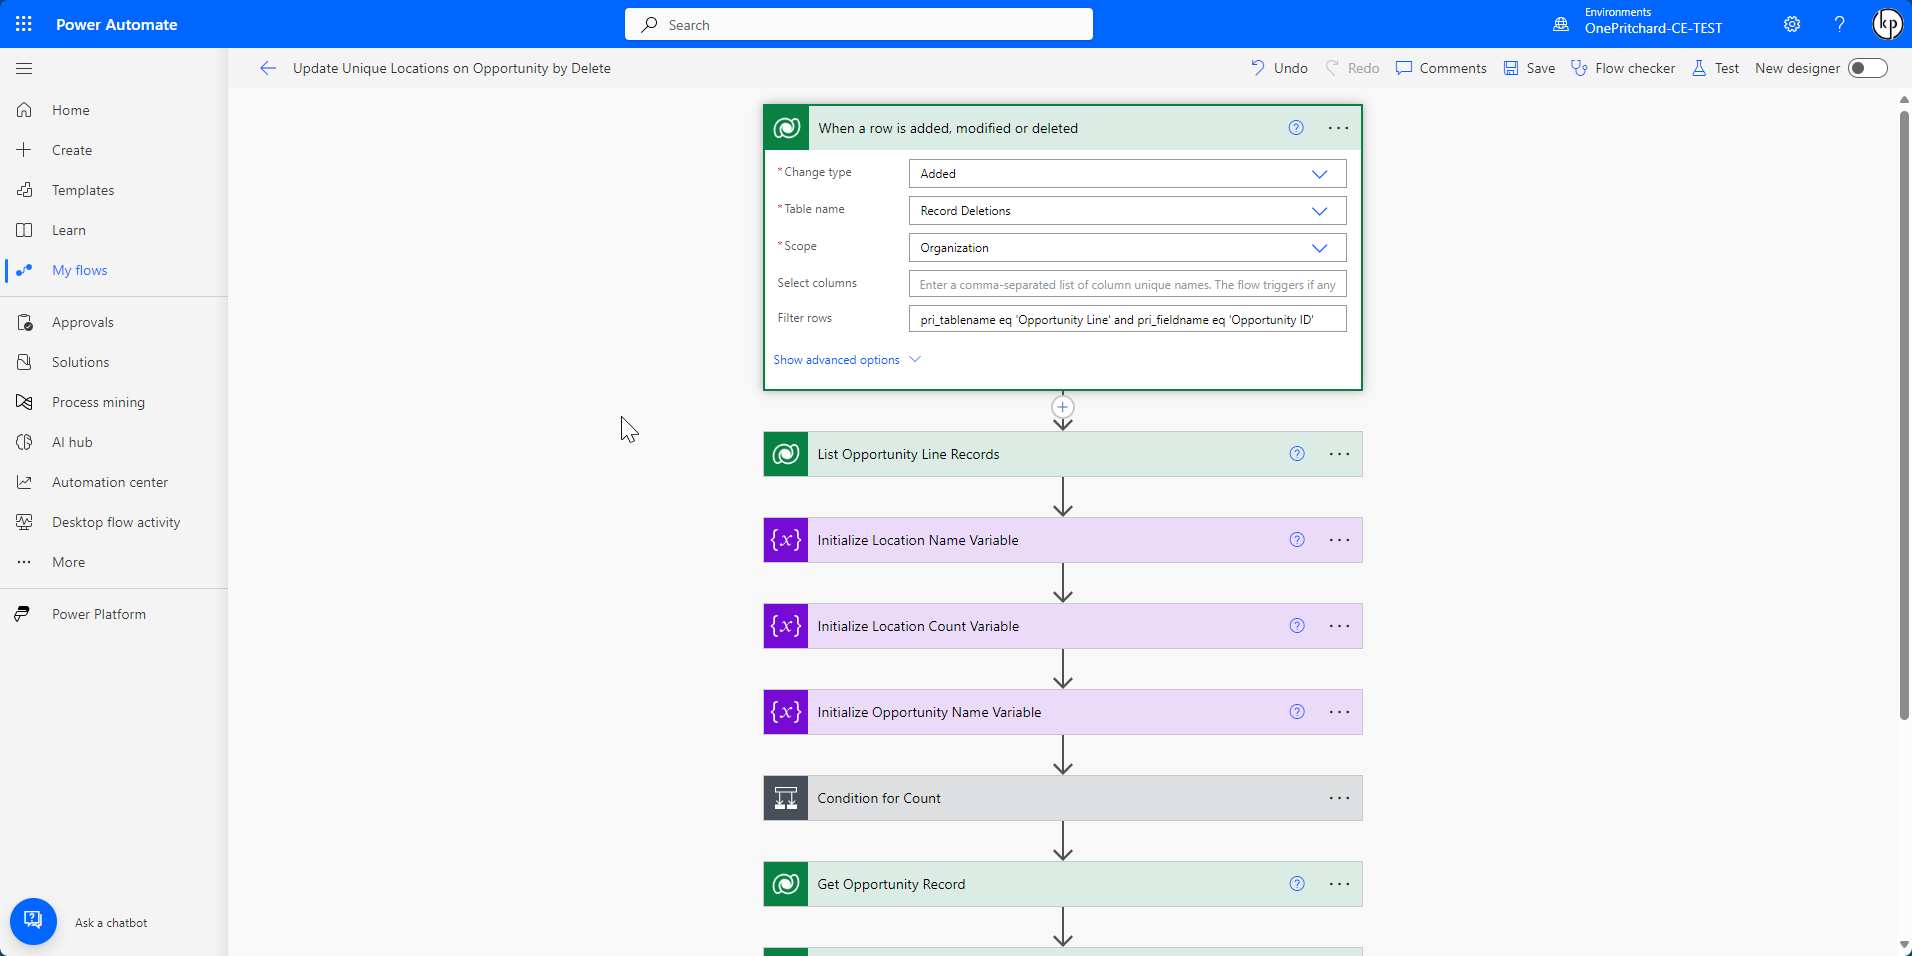 Power Automate
Search
Environments
OnePritchard-CE-TEST
?
kp
Update Unique Locations on Opportunity by Delete
Undo
Redo
Comments
Save
Flow checker
Test
New designer
Home
Create
Templates
Learn
My flows
Approvals
Solutions
Process mining
AI hub
Automation center
Desktop flow activity
More
Power Platform
Ask a chatbot
When a row is added, modified or deleted
* Change type
Added
* Table name
Record Deletions
* Scope
Organization
Select columns
Enter a comma-separated list of column unique names. The flow triggers if any
Filter rows
pri_tablename eq 'Opportunity Line' and pri_fieldname eq 'Opportunity ID'
Show advanced options
List Opportunity Line Records
{x} Initialize Location Name Variable
{x} Initialize Location Count Variable
{x} Initialize Opportunity Name Variable
Condition for Count
Get Opportunity Record